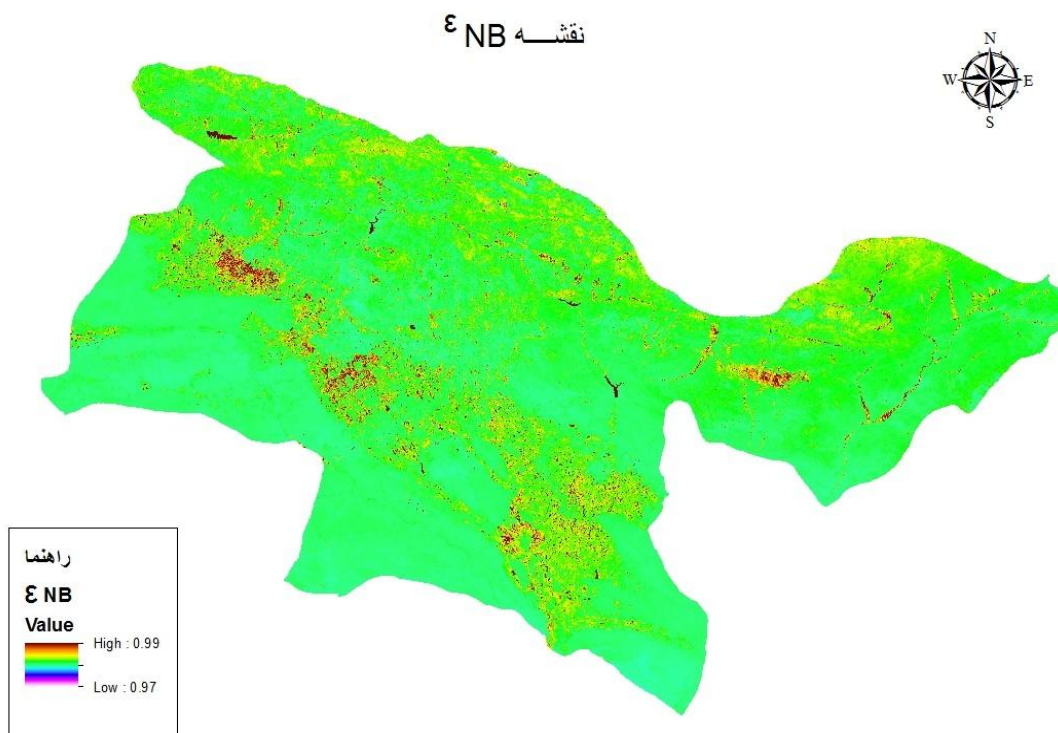 نقشـــه ε NB
N
W E
S
راهنما
ε NB
Value
High : 0.99
Low : 0.97